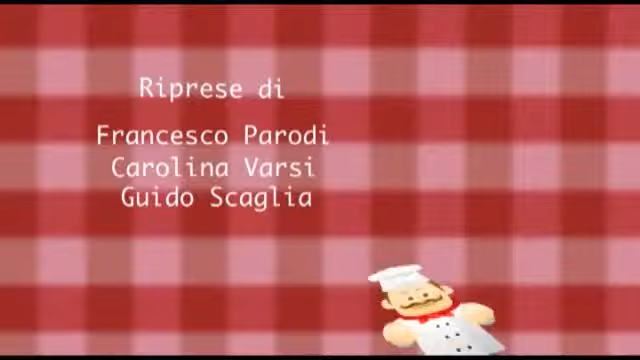 Riprese di
Francesco Parodi
Carolina Varsi
Guido Scaglia